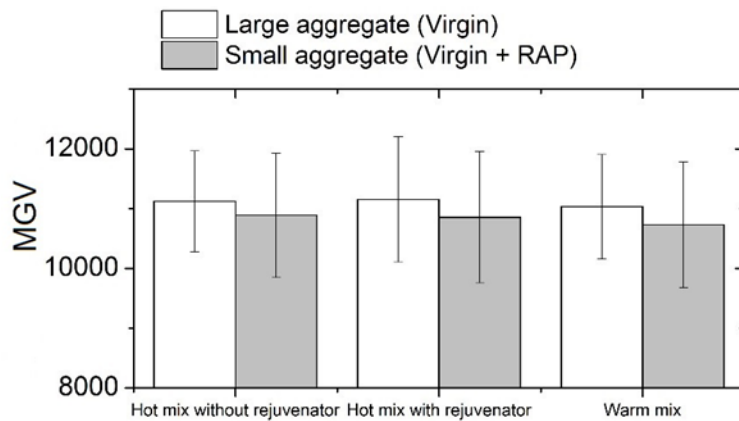 Large aggregate (Virgin)
Small aggregate (Virgin + RAP)
12000
10000
8000
MGV
Hot mix without rejuvenator
Hot mix with rejuvenator
Warm mix